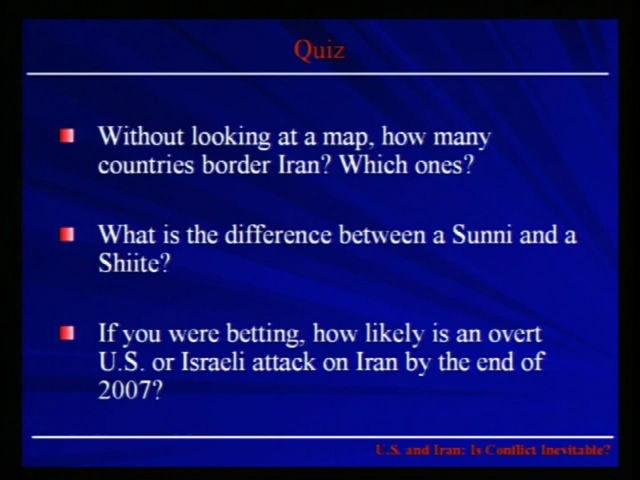 Quiz
Without looking at a map, how many
countries border Iran? Which ones?
What is the difference between a Sunni and a
Shiite?
If you were betting, how likely is an overt
U.S. or Israeli attack on Iran by the end of
2007?
U.S. and Iran: Is Conflict Inevitable?